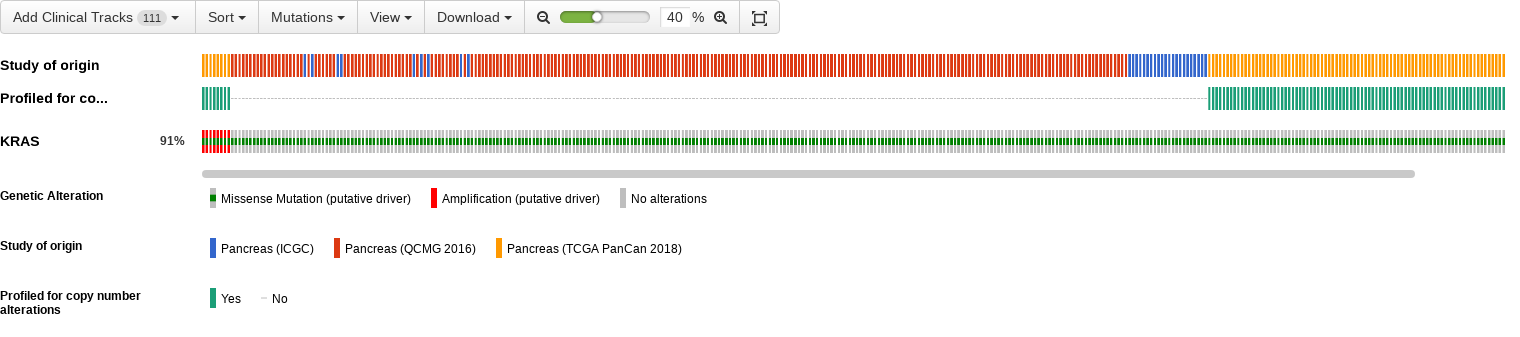 Add Clinical Tracks 111 Sort Mutations View Download 40 %
Study of origin
Profiled for co...
KRAS 91%
Genetic Alteration Missense Mutation (putative driver) Amplification (putative driver) No alterations
Study of origin Pancreas (ICGC) Pancreas (QCMG 2016) Pancreas (TCGA PanCan 2018)
Profiled for copy number Yes No
alterations